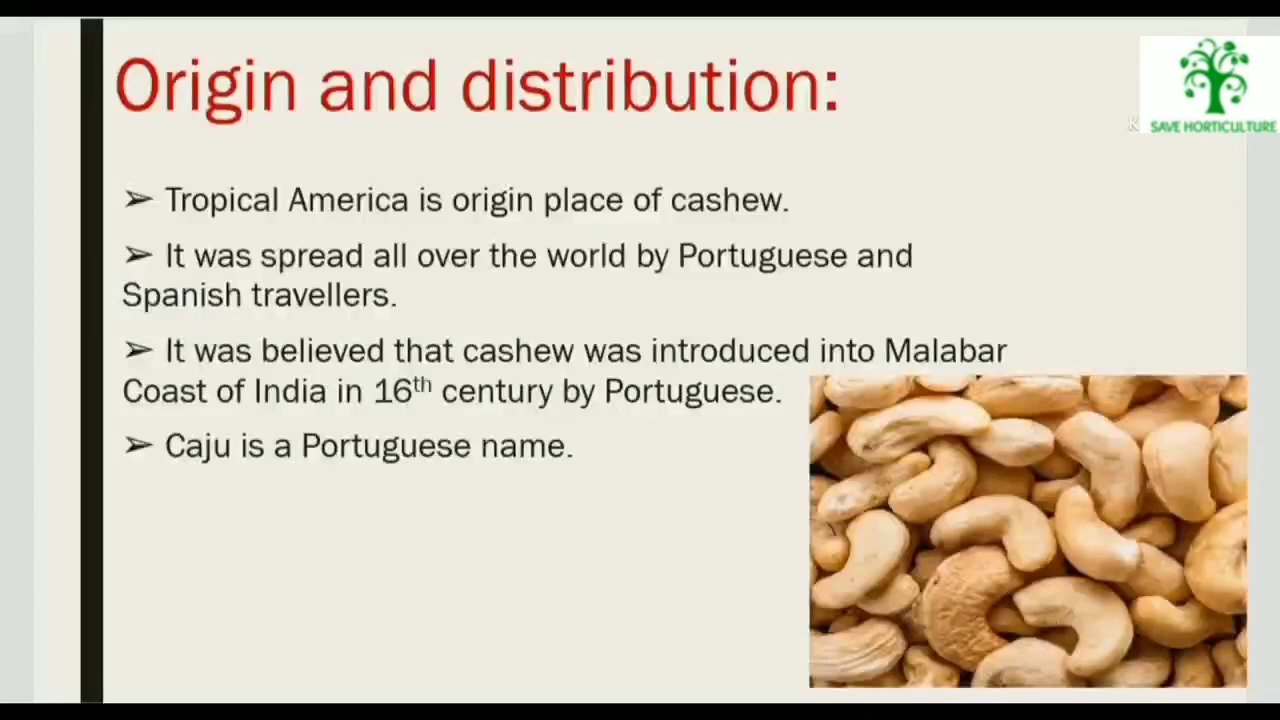 Origin and distribution:
SAVE HORTICULTURE
➢ Tropical America is origin place of cashew.
➢ It was spread all over the world by Portuguese and
Spanish travellers.
➢ It was believed that cashew was introduced into Malabar
Coast of India in 16th century by Portuguese.
➢ Caju is a Portuguese name.